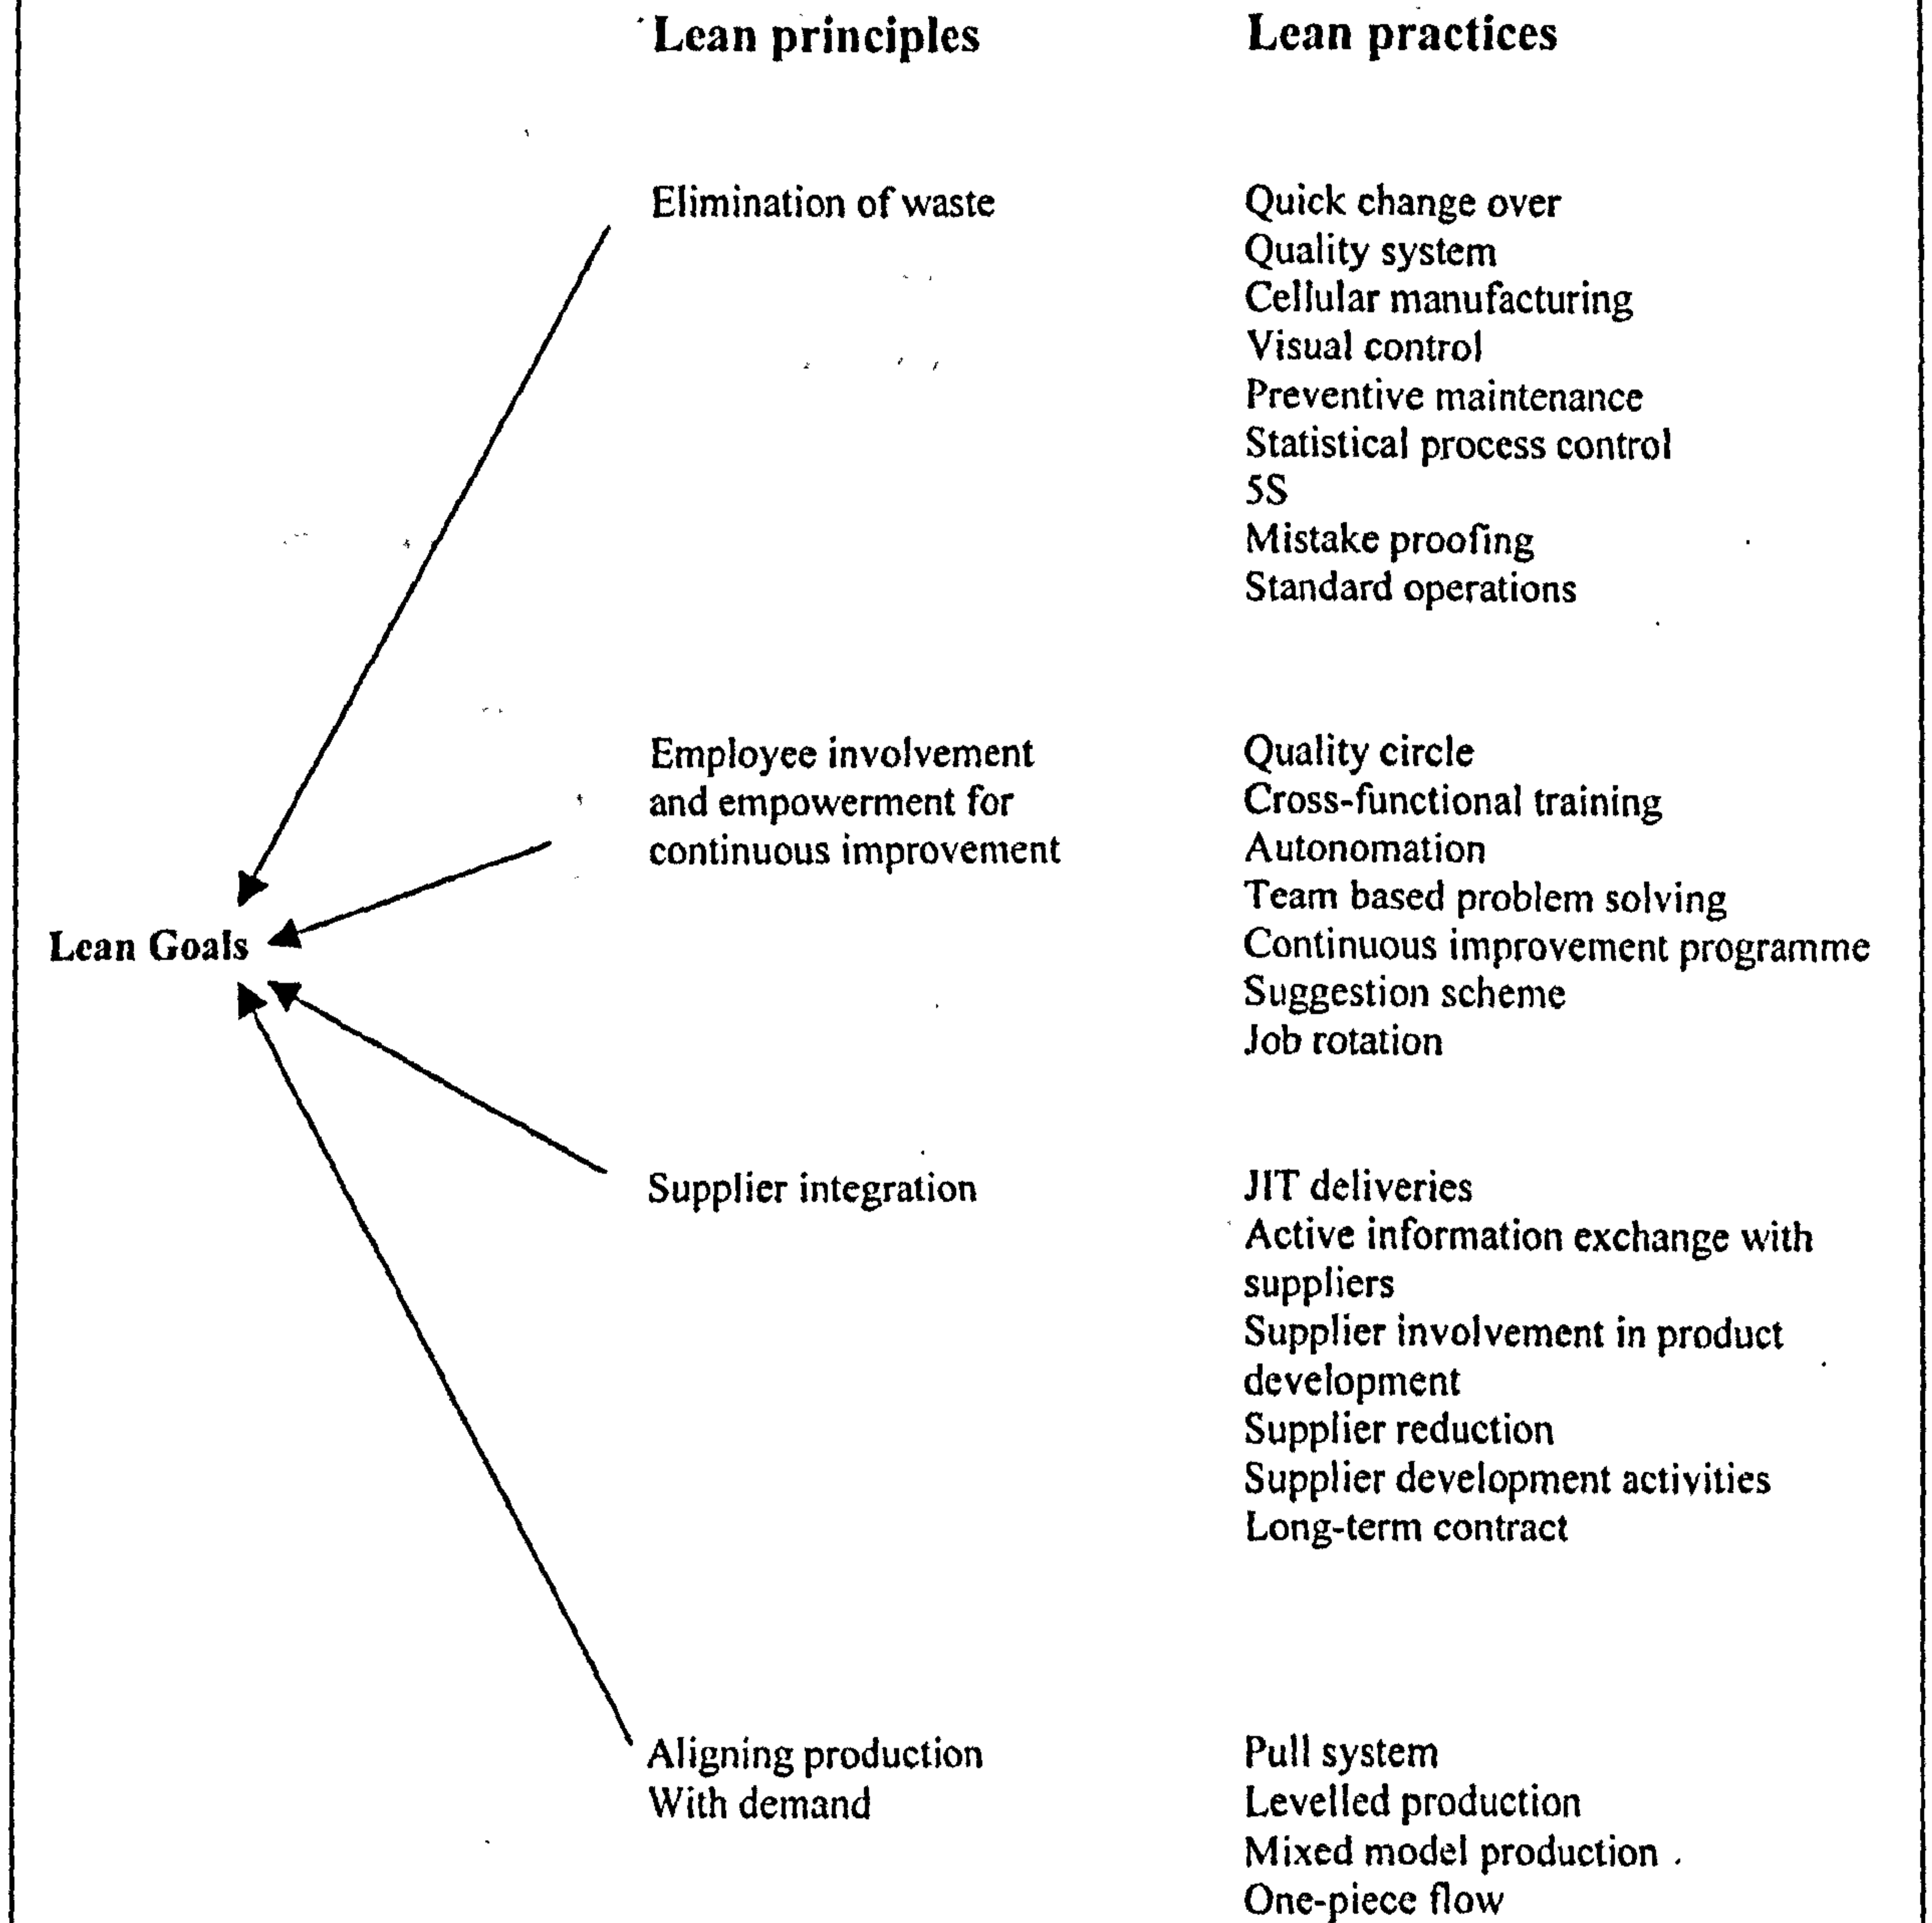 Lean principles Lean practices
Elimination of waste Quick change over
Quality system
Cellular manufacturing
Visual control
Preventive maintenance
Statistical process control
5S
Mistake proofing
Standard operations
Employee involvement Quality circle
and empowerment for Cross-functional training
continuous improvement Autonomation
Team based problem solving
Lean Goals Continuous improvement programme
Suggestion scheme
Job rotation
Supplier integration JIT deliveries
Active information exchange with
suppliers
Supplier involvement in product
development
Supplier reduction
Supplier development activities
Long-term contract
Aligning production Pull system
With demand Levelled production
Mixed model production
One-piece flow